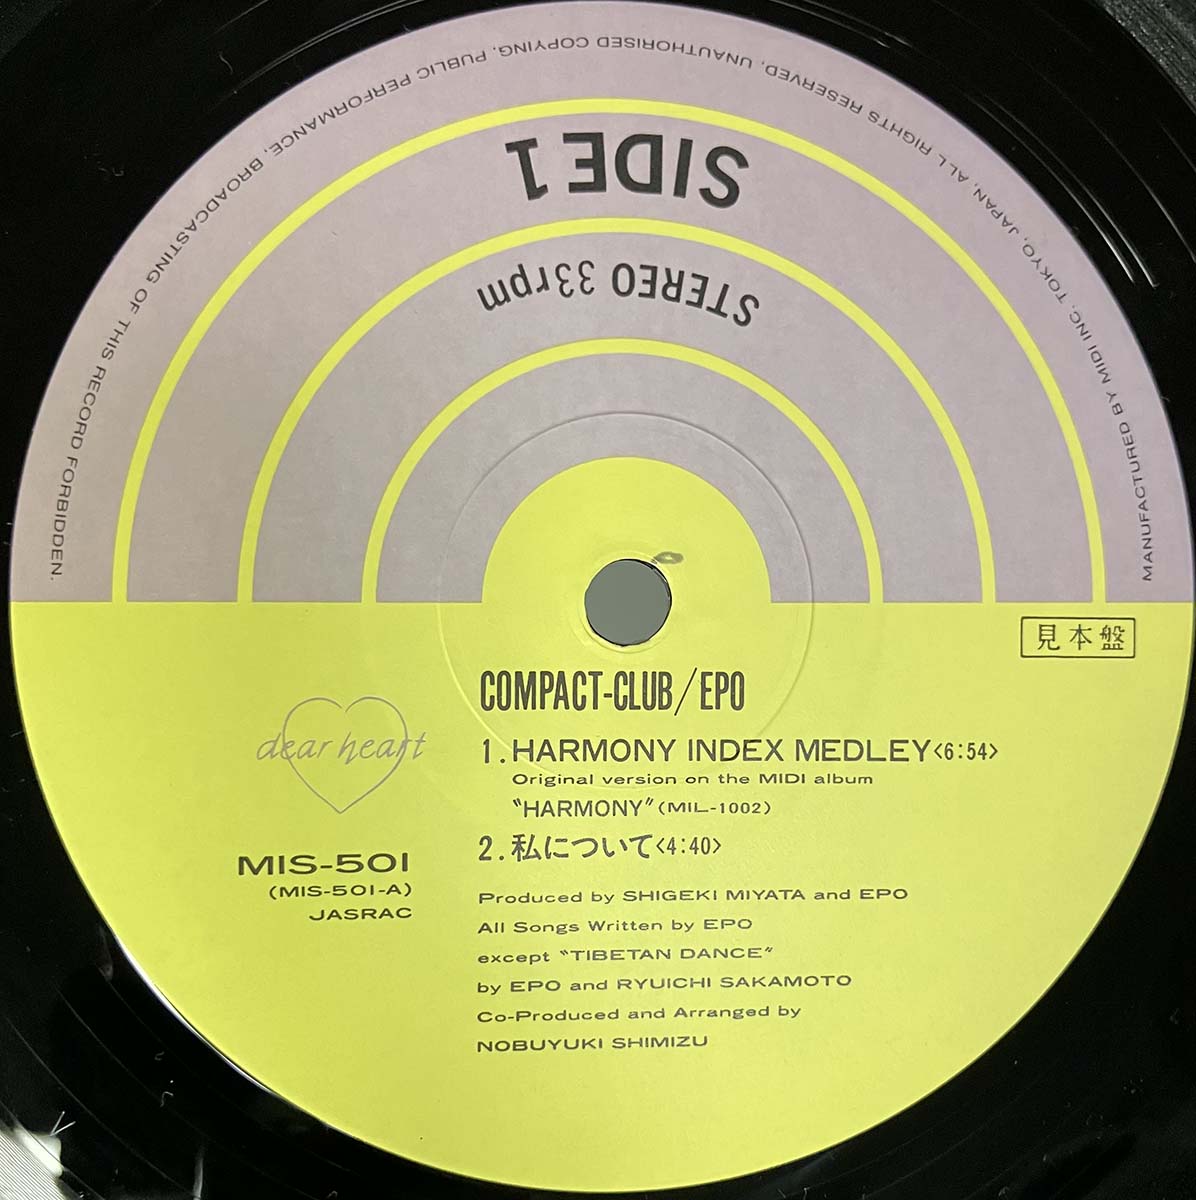 MANUFACTURED BY MIDI INC. TOKYO, JAPAN. ALL RIGHTS RESERVED. UNAUTHORISED COPYING, PUBLIC PERFORMANCE, BROADCASTING OF THIS RECORD FORBIDDEN.
SIDE 1
STEREO 33rpm
見本盤
COMPACT-CLUB/EPO
dear heart
1. HARMONY INDEX MEDLEY<6:54>
Original version on the MIDI album
"HARMONY" (MIL-1002)
2. 私について<4:40>
MIS-501
(MIS-501-A)
JASRAC
Produced by SHIGEKI MIYATA and EPO
All Songs Written by EPO
except "TIBETAN DANCE"
by EPO and RYUICHI SAKAMOTO
Co-Produced and Arranged by
NOBUYUKI SHIMIZU